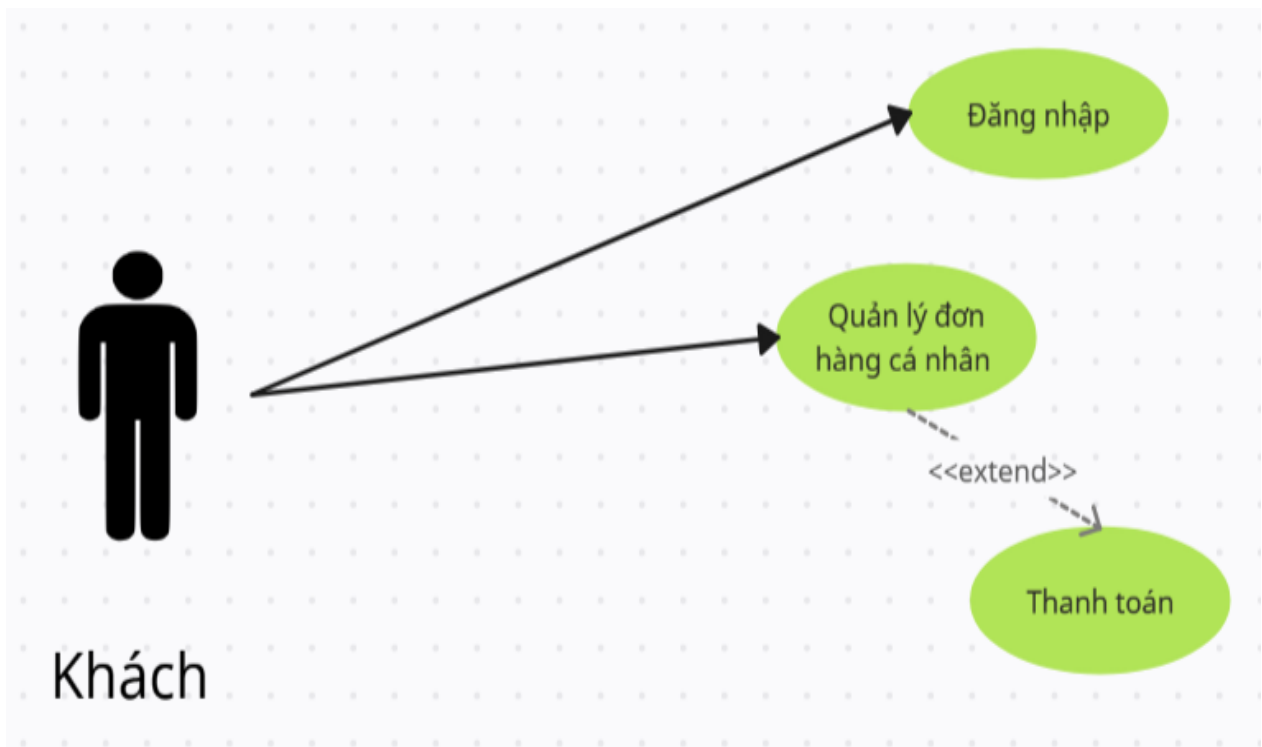 Đăng nhập
Quản lý đơn
hàng cá nhân
<<extend>>
Thanh toán
Khách